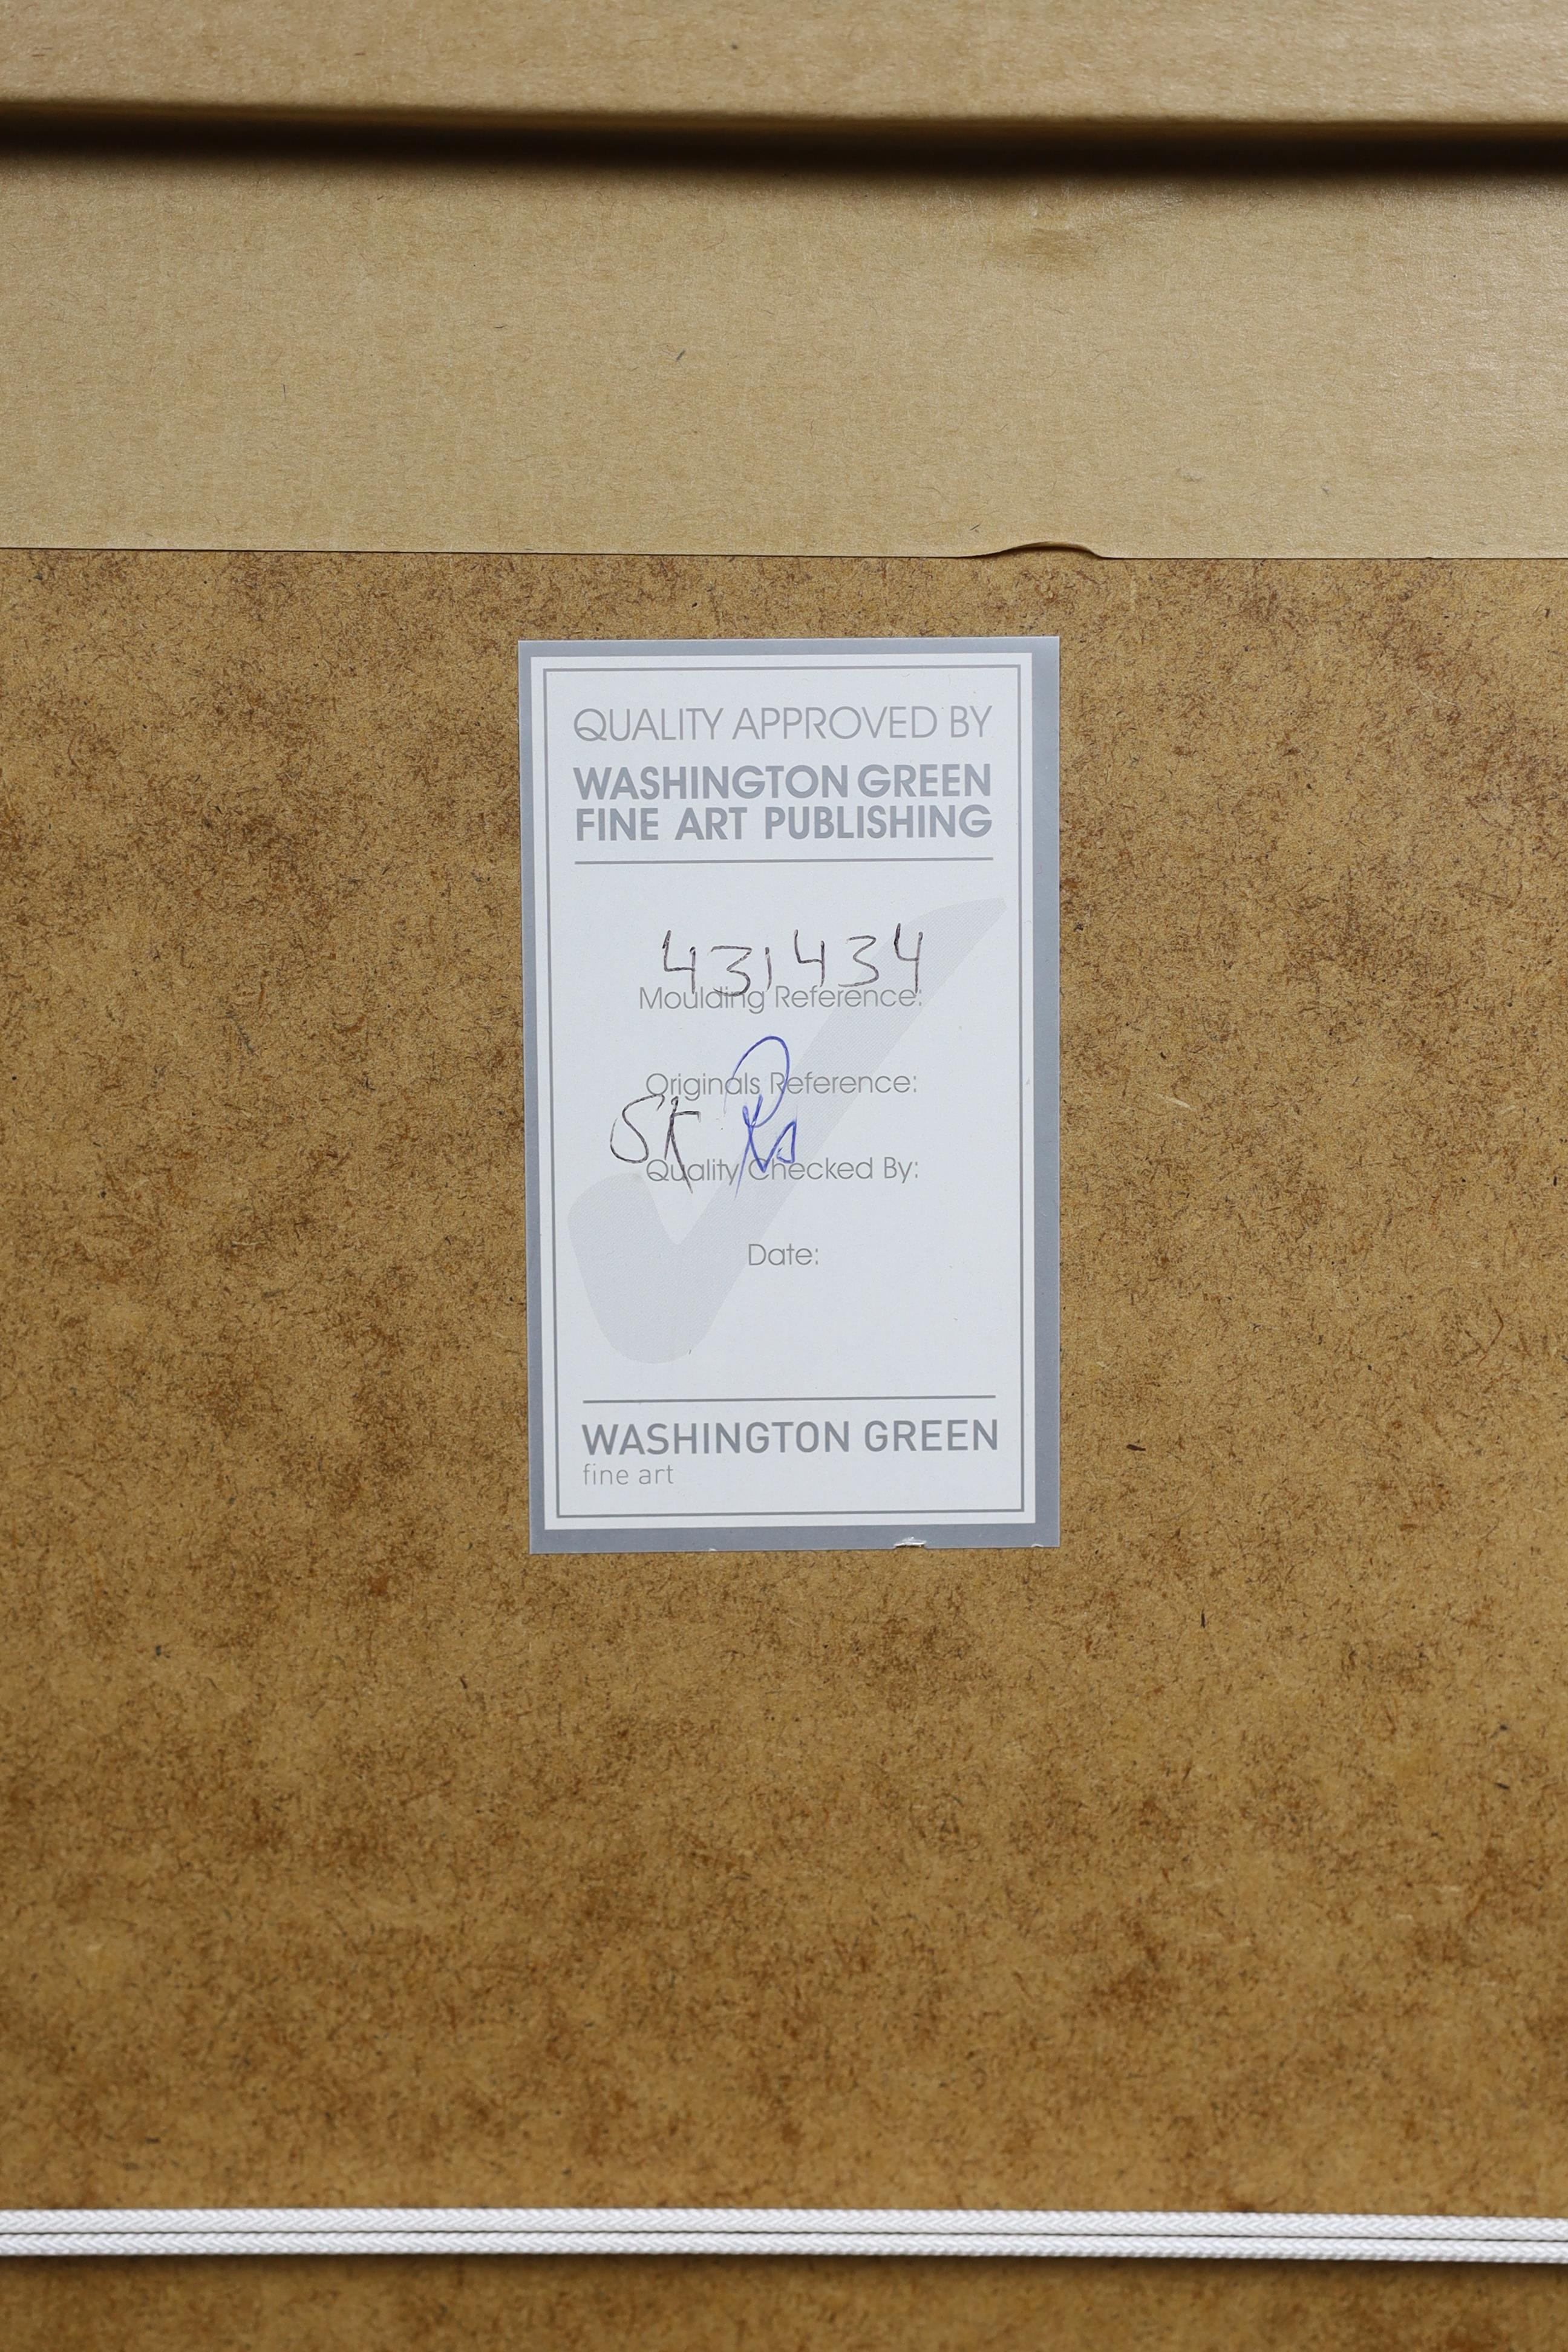 QUALITY APPROVED BY
WASHINGTON GREEN
FINE ART PUBLISHING
431434
Moulding Reference:
Originals Reference:
SK
Quality Checked By:
Date:
WASHINGTON GREEN
fine art